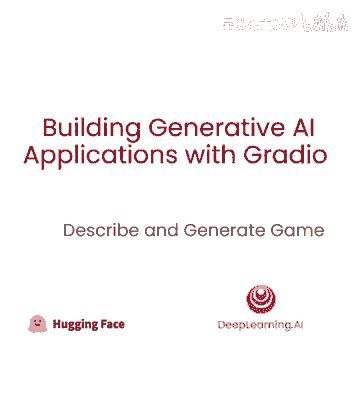 Building Generative AI
Applications with Gradio
Describe and Generate Game
Hugging Face
DeepLearning.AI